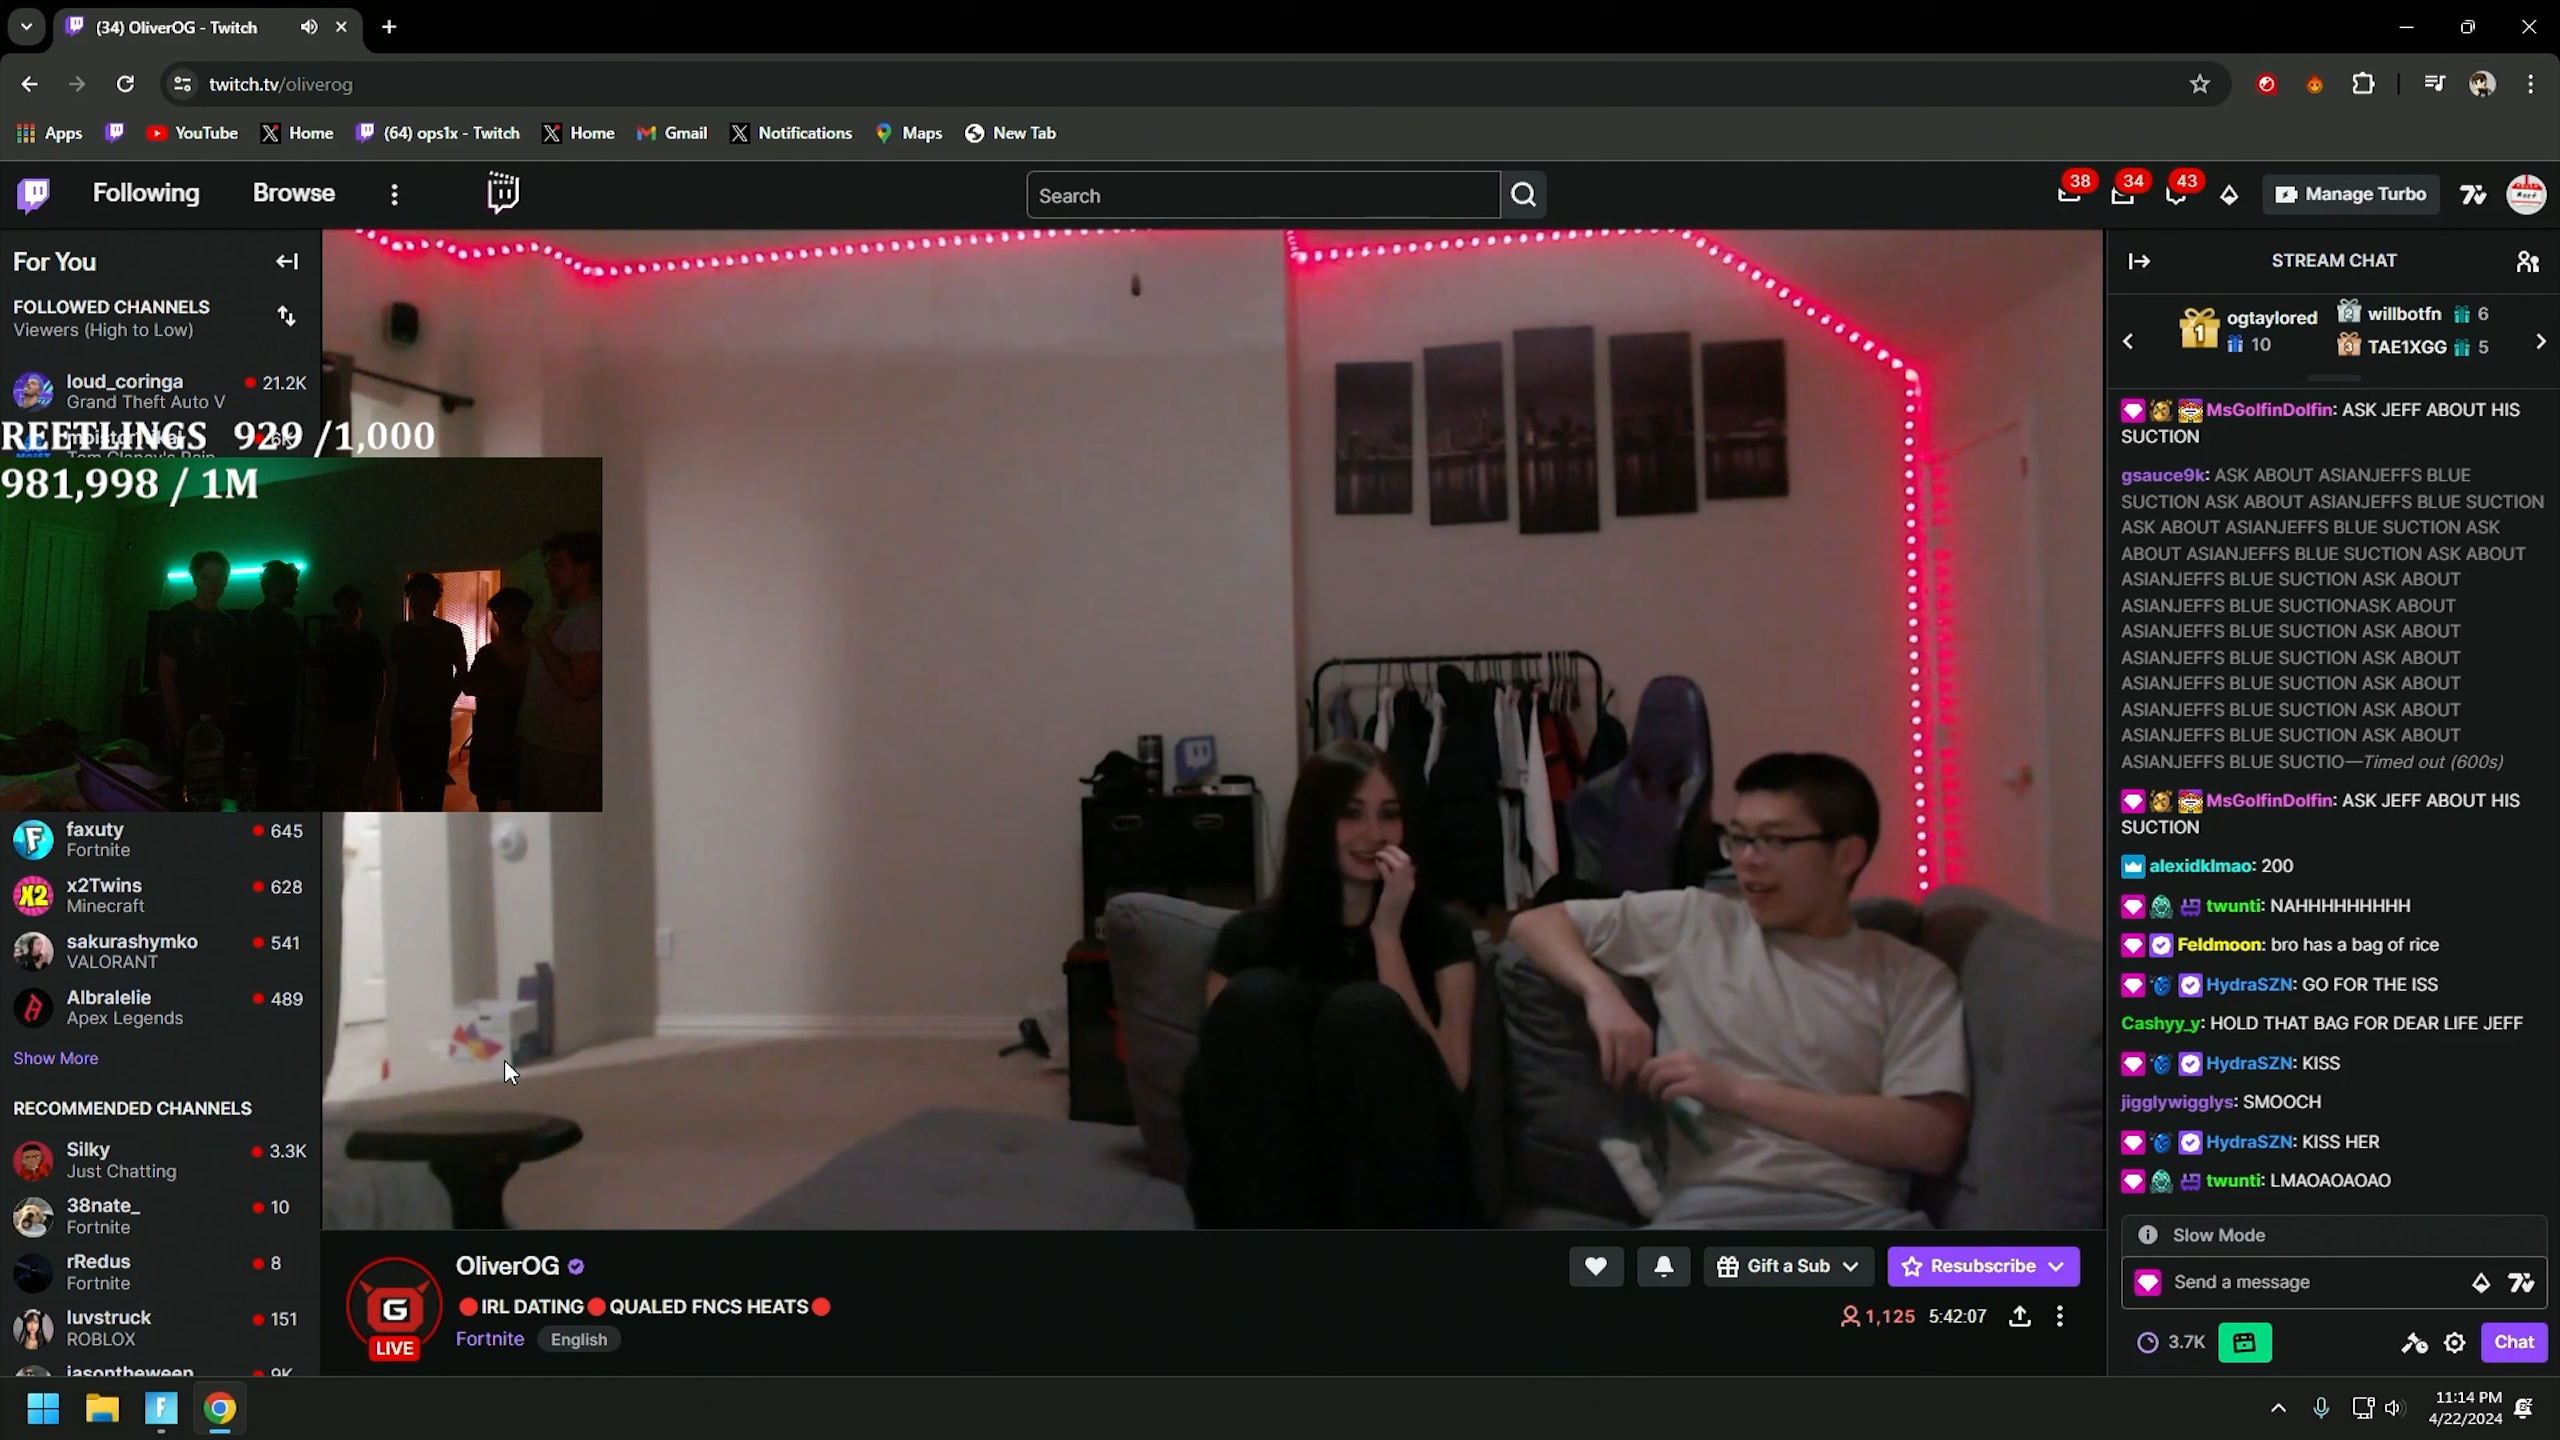 (34) OliverOG - Twitch
twitch.tv/oliverog
Apps
YouTube
Home
(64) ops1x - Twitch
Home
Gmail
Notifications
Maps
New Tab
Following
Browse
Search
38
34
43
Manage Turbo
For You
FOLLOWED CHANNELS
Viewers (High to Low)
loud_coringa
21.2K
Grand Theft Auto V
REETLINGS 929 /1,000
981,998 / 1M
faxuty
645
Fortnite
x2Twins
628
Minecraft
sakurashymko
541
VALORANT
Albralelie
489
Apex Legends
Show More
RECOMMENDED CHANNELS
Silky
3.3K
Just Chatting
38nate_
10
Fortnite
rRedus
8
Fortnite
luvstruck
151
ROBLOX
jasontheween
9K
G
LIVE
OliverOG
🔴IRL DATING🔴QUALED FNCS HEATS🔴
Fortnite
English
Gift a Sub
Resubscribe
1,125
5:42:07
STREAM CHAT
1
ogtaylored
10
2
willbotfn
6
3
TAE1XGG
5
MsGolfinDolfin: ASK JEFF ABOUT HIS
SUCTION
gsauce9k: ASK ABOUT ASIANJEFFS BLUE
SUCTION ASK ABOUT ASIANJEFFS BLUE SUCTION
ASK ABOUT ASIANJEFFS BLUE SUCTION ASK
ABOUT ASIANJEFFS BLUE SUCTION ASK ABOUT
ASIANJEFFS BLUE SUCTION ASK ABOUT
ASIANJEFFS BLUE SUCTIONASK ABOUT
ASIANJEFFS BLUE SUCTION ASK ABOUT
ASIANJEFFS BLUE SUCTION ASK ABOUT
ASIANJEFFS BLUE SUCTION ASK ABOUT
ASIANJEFFS BLUE SUCTION ASK ABOUT
ASIANJEFFS BLUE SUCTION ASK ABOUT
ASIANJEFFS BLUE SUCTIO—Timed out (600s)
MsGolfinDolfin: ASK JEFF ABOUT HIS
SUCTION
alexidklmao: 200
twunti: NAHHHHHHHHH
Feldmoon: bro has a bag of rice
HydraSZN: GO FOR THE ISS
Cashyy_y: HOLD THAT BAG FOR DEAR LIFE JEFF
HydraSZN: KISS
jigglywigglys: SMOOCH
HydraSZN: KISS HER
twunti: LMAOAOAOAO
Slow Mode
Send a message
3.7K
Chat
11:14 PM
4/22/2024